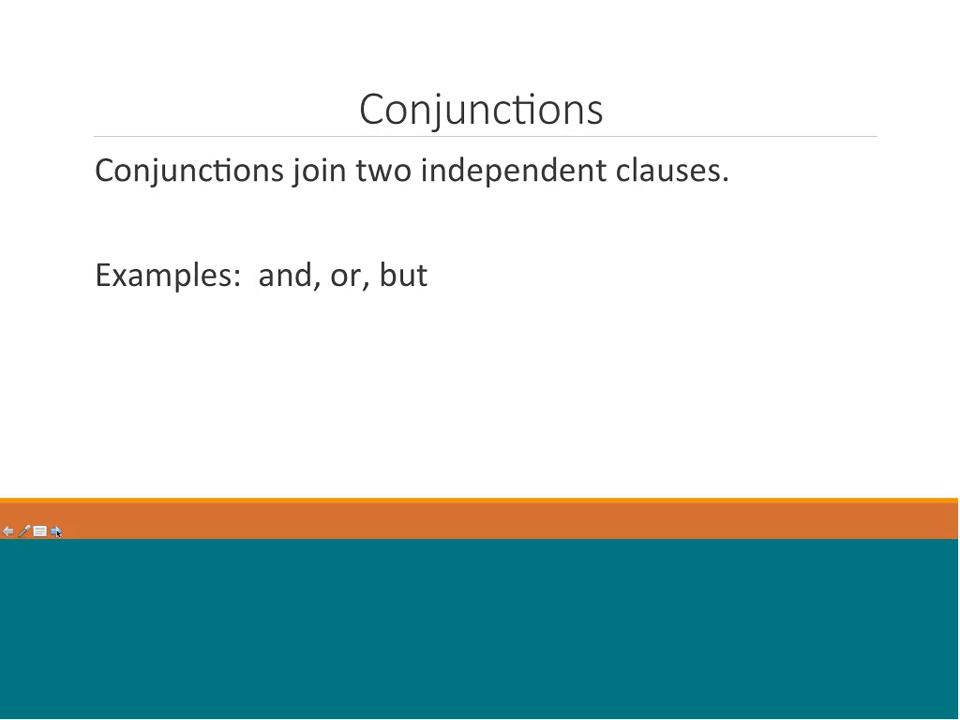 Conjunctions
Conjunctions join two independent clauses.
Examples:  and, or, but